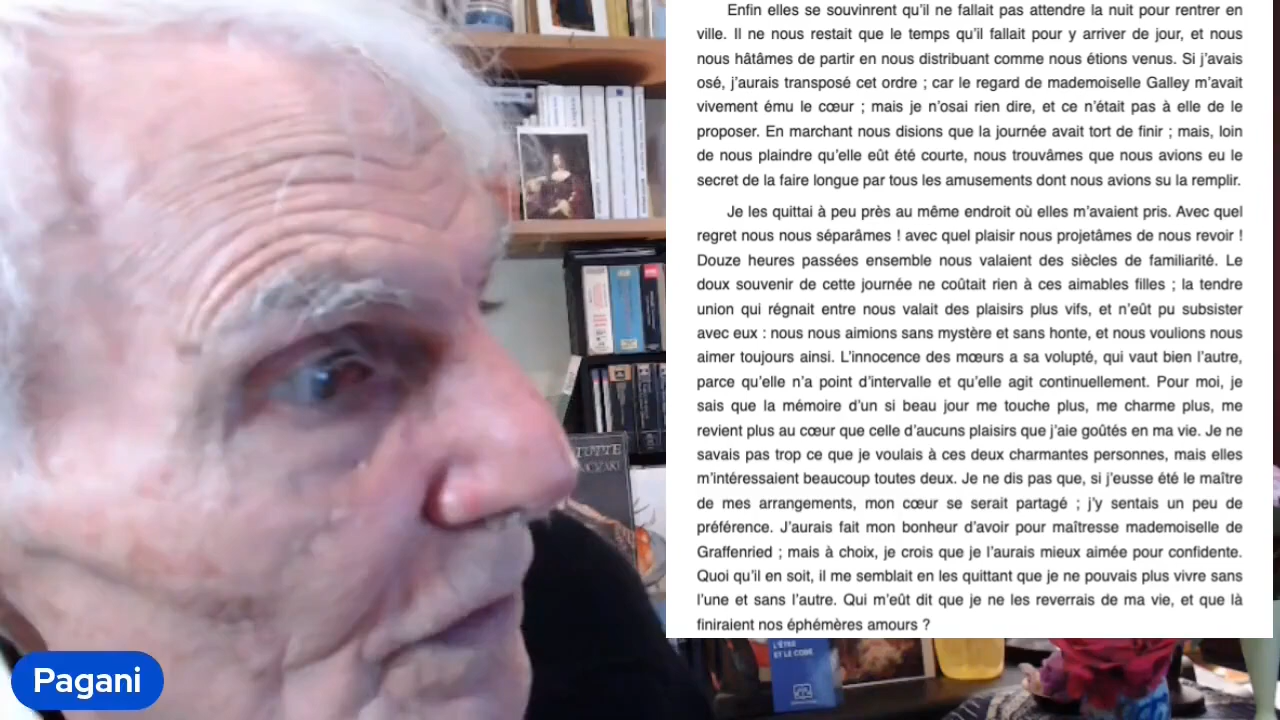 Enfin elles se souvinrent qu’il ne fallait pas attendre la nuit pour rentrer en
ville. Il ne nous restait que le temps qu’il fallait pour y arriver de jour, et nous
nous hâtâmes de partir en nous distribuant comme nous étions venus. Si j’avais
osé, j’aurais transposé cet ordre ; car le regard de mademoiselle Galley m’avait
vivement ému le cœur ; mais je n’osai rien dire, et ce n’était pas à elle de le
proposer. En marchant nous disions que la journée avait tort de finir ; mais, loin
de nous plaindre qu’elle eût été courte, nous trouvâmes que nous avions eu le
secret de la faire longue par tous les amusements dont nous avions su la remplir.
Je les quittai à peu près au même endroit où elles m’avaient pris. Avec quel
regret nous nous séparâmes ! avec quel plaisir nous projetâmes de nous revoir !
Douze heures passées ensemble nous valaient des siècles de familiarité. Le
doux souvenir de cette journée ne coûtait rien à ces aimables filles ; la tendre
union qui régnait entre nous valait des plaisirs plus vifs, et n’eût pu subsister
avec eux : nous nous aimions sans mystère et sans honte, et nous voulions nous
aimer toujours ainsi. L’innocence des mœurs a sa volupté, qui vaut bien l’autre,
parce qu’elle n’a point d’intervalle et qu’elle agit continuellement. Pour moi, je
sais que la mémoire d’un si beau jour me touche plus, me charme plus, me
revient plus au cœur que celle d’aucuns plaisirs que j’aie goûtés en ma vie. Je ne
savais pas trop ce que je voulais à ces deux charmantes personnes, mais elles
m’intéressaient beaucoup toutes deux. Je ne dis pas que, si j’eusse été le maître
de mes arrangements, mon cœur se serait partagé ; j’y sentais un peu de
préférence. J’aurais fait mon bonheur d’avoir pour maîtresse mademoiselle de
Graffenried ; mais à choix, je crois que je l’aurais mieux aimée pour confidente.
Quoi qu’il en soit, il me semblait en les quittant que je ne pouvais plus vivre sans
l’une et sans l’autre. Qui m’eût dit que je ne les reverrais de ma vie, et que là
finiraient nos éphémères amours ?
MOZART
L'ÊTRE
ET LE CODE
Pagani